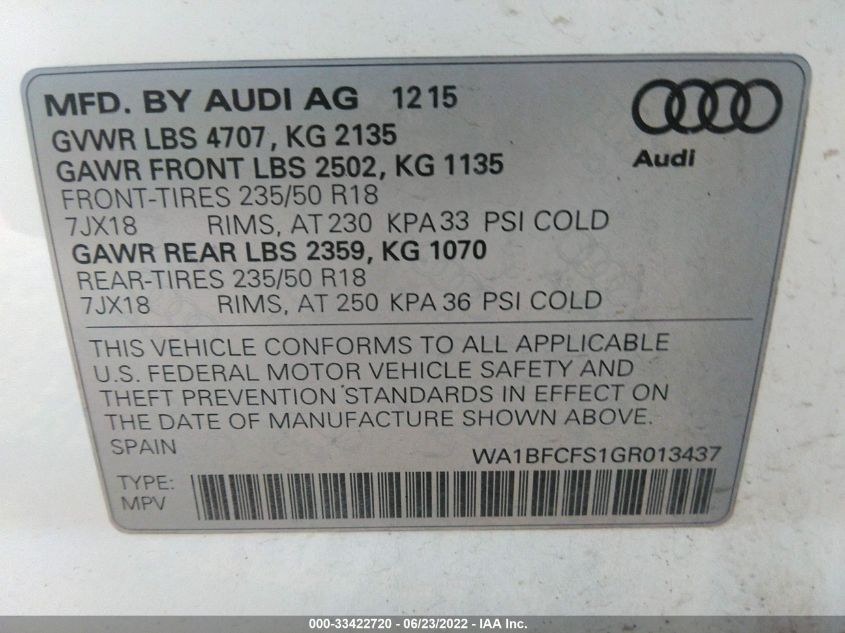 MFD. BY AUDI AG 1215
GVWR LBS 4707, KG 2135
GAWR FRONT LBS 2502, KG 1135
FRONT-TIRES 235/50 R18
7JX18 RIMS, AT 230 KPA 33 PSI COLD
GAWR REAR LBS 2359, KG 1070
REAR-TIRES 235/50 R18
7JX18 RIMS, AT 250 KPA 36 PSI COLD
Audi
THIS VEHICLE CONFORMS TO ALL APPLICABLE
U.S. FEDERAL MOTOR VEHICLE SAFETY AND
THEFT PREVENTION STANDARDS IN EFFECT ON
THE DATE OF MANUFACTURE SHOWN ABOVE.
SPAIN
WA1BFCFS1GR013437
TYPE:
MPV
000-33422720 - 06/23/2022 - IAA Inc.